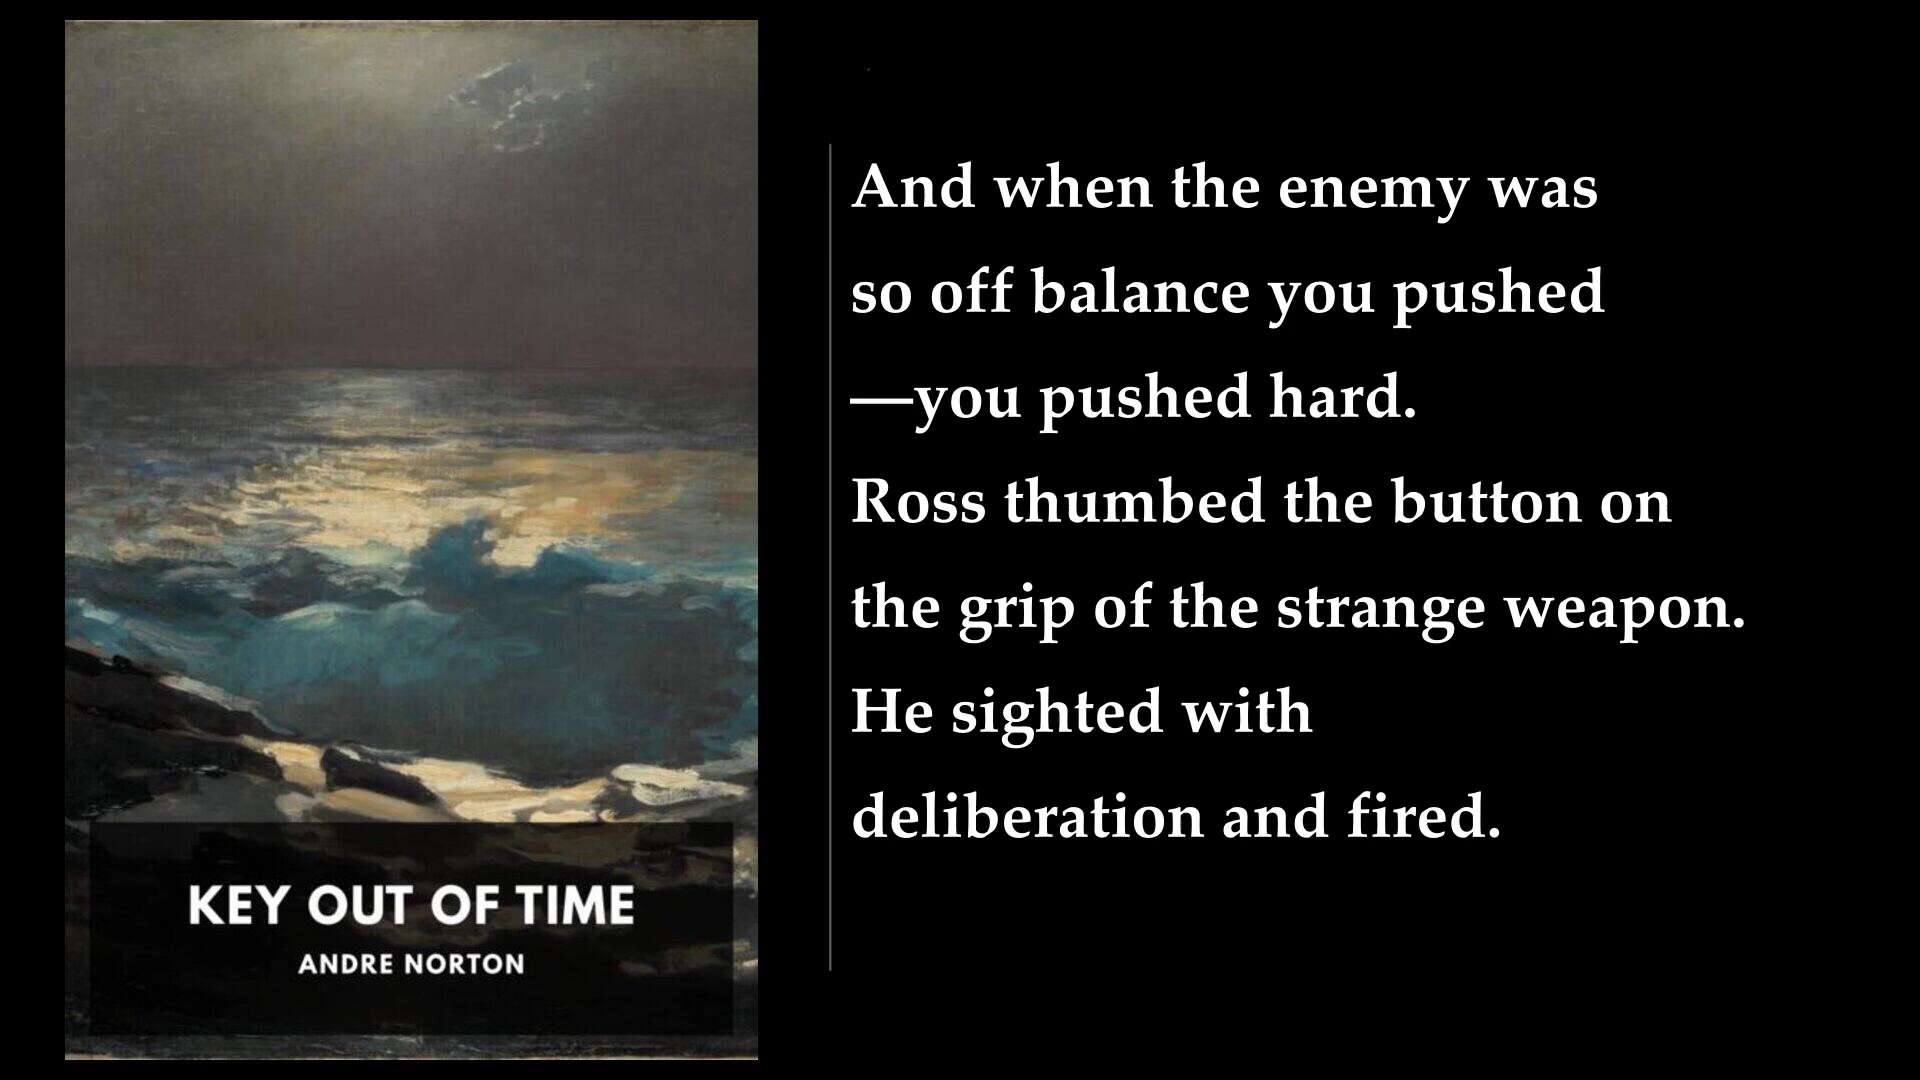 And when the enemy was
so off balance you pushed
—you pushed hard.
Ross thumbed the button on
the grip of the strange weapon.
He sighted with
deliberation and fired.
KEY OUT OF TIME
ANDRE NORTON